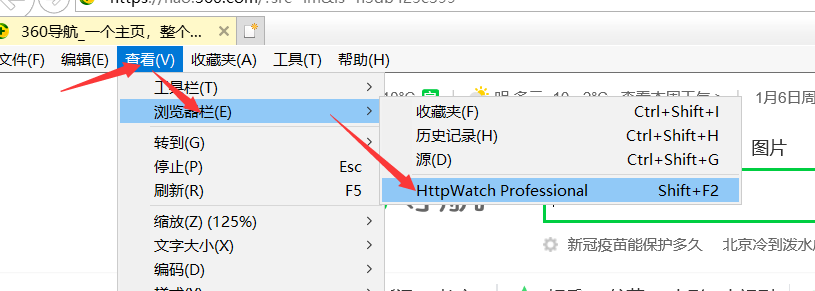 360导航_一个主页，整个...
文件(F) 编辑(E) 查看(V) 收藏夹(A) 工具(T) 帮助(H)
工具栏(T)
浏览器栏(E)
转到(G)
停止(P) Esc
刷新(R) F5
缩放(Z) (125%)
文字大小(X)
编码(D)
收藏夹(F) Ctrl+Shift+I
历史记录(H) Ctrl+Shift+H
源(D) Ctrl+Shift+G
HttpWatch Professional Shift+F2
1月6日周
图片
新冠疫苗能保护多久 北京冷到泼水